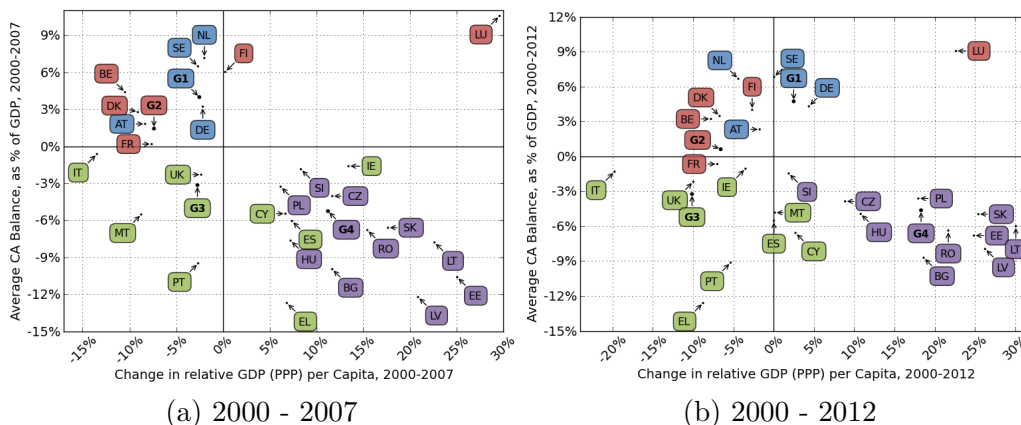 9%
6%
3%
0%
-3%
-6%
-9%
-12%
-15%
Average CA Balance, as % of GDP, 2000-2007
LU
NL
SE
FI
BE
G1
DK
G2
AT
DE
FR
IT
UK
IE
G3
SI
CZ
PL
CY
MT
ES
G4
SK
RO
HU
LT
PT
BG
EE
LV
EL
-15%
-10%
-5%
0%
5%
10%
15%
20%
25%
30%
Change in relative GDP (PPP) per Capita, 2000-2007
(a) 2000 - 2007
12%
9%
6%
3%
0%
-3%
-6%
-9%
-12%
-15%
Average CA Balance, as % of GDP, 2000-2012
SE
LU
NL
G1
FI
DE
DK
BE
AT
G2
FR
IT
IE
UK
SI
G3
MT
CZ
PL
ES
CY
HU
G4
SK
EE
RO
LT
PT
BG
LV
EL
-20%
-15%
-10%
-5%
0%
5%
10%
15%
20%
25%
30%
Change in relative GDP (PPP) per Capita, 2000-2012
(b) 2000 - 2012